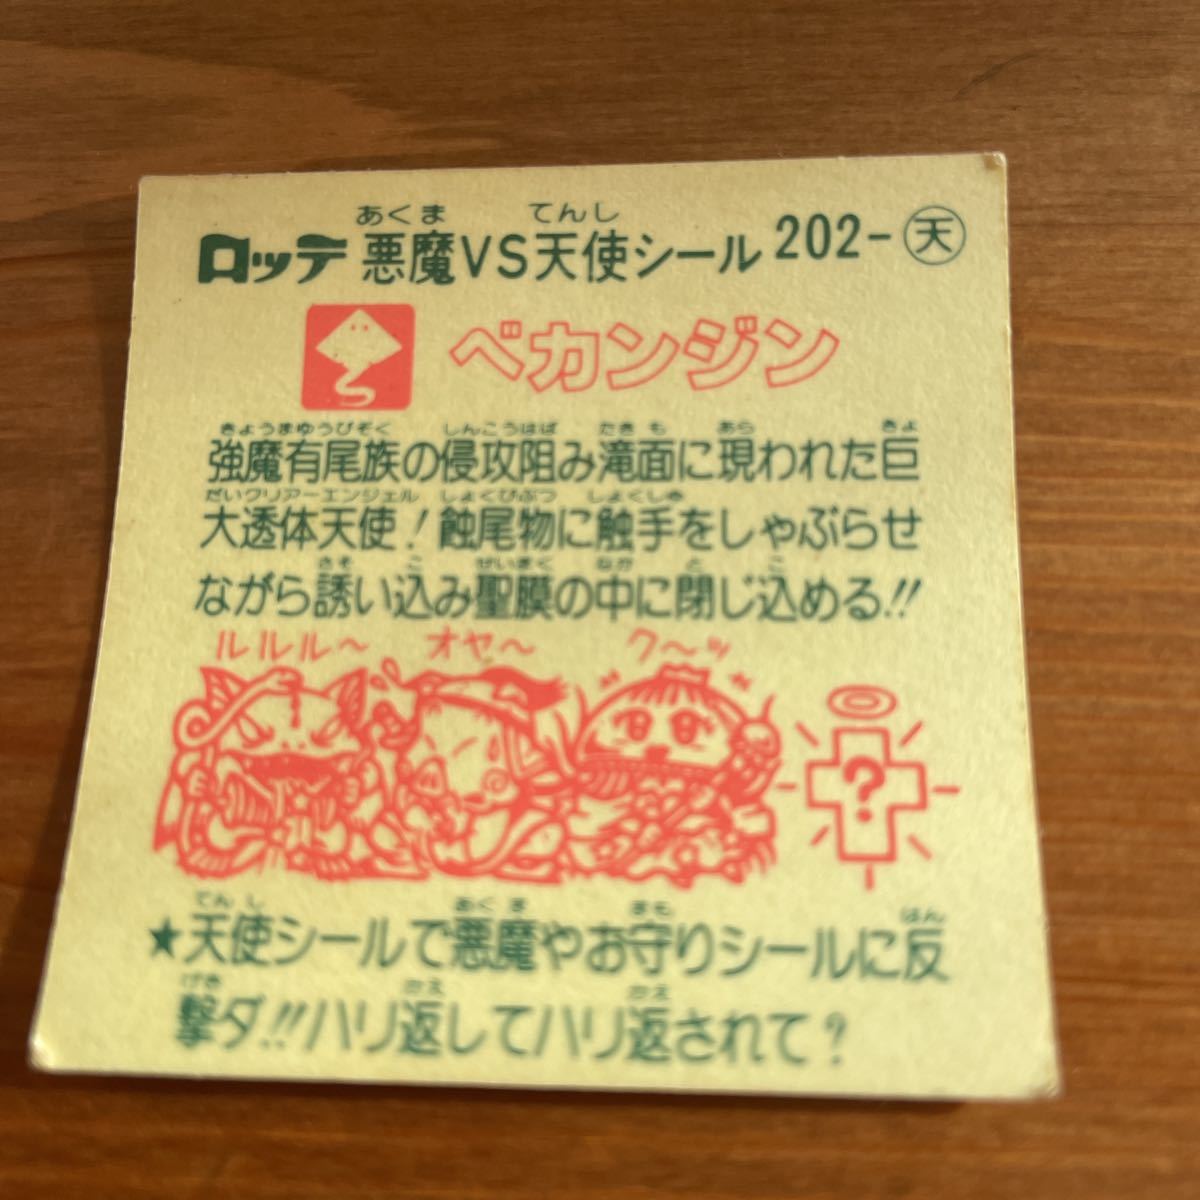 あくま てんし
ロッテ 悪魔VS天使シール 202-天
ベカンジン
きょうまゆうびぞく しんこうはば たきも あら きょ
強魔有尾族の侵攻阻み滝面に現われた巨
だいクリアーエンジェル しょくびぶつ しょくしゅ
大透体天使!蝕尾物に触手をしゃぶらせ
さそ こ せいまく なか と こ
ながら誘い込み聖膜の中に閉じ込める!!
ルルル〜 オヤ〜 ク〜ッ
?
てんし あくま まも はん
★天使シールで悪魔やお守りシールに反
げき かえ かえ
撃ダ!!ハリ返してハリ返されて?